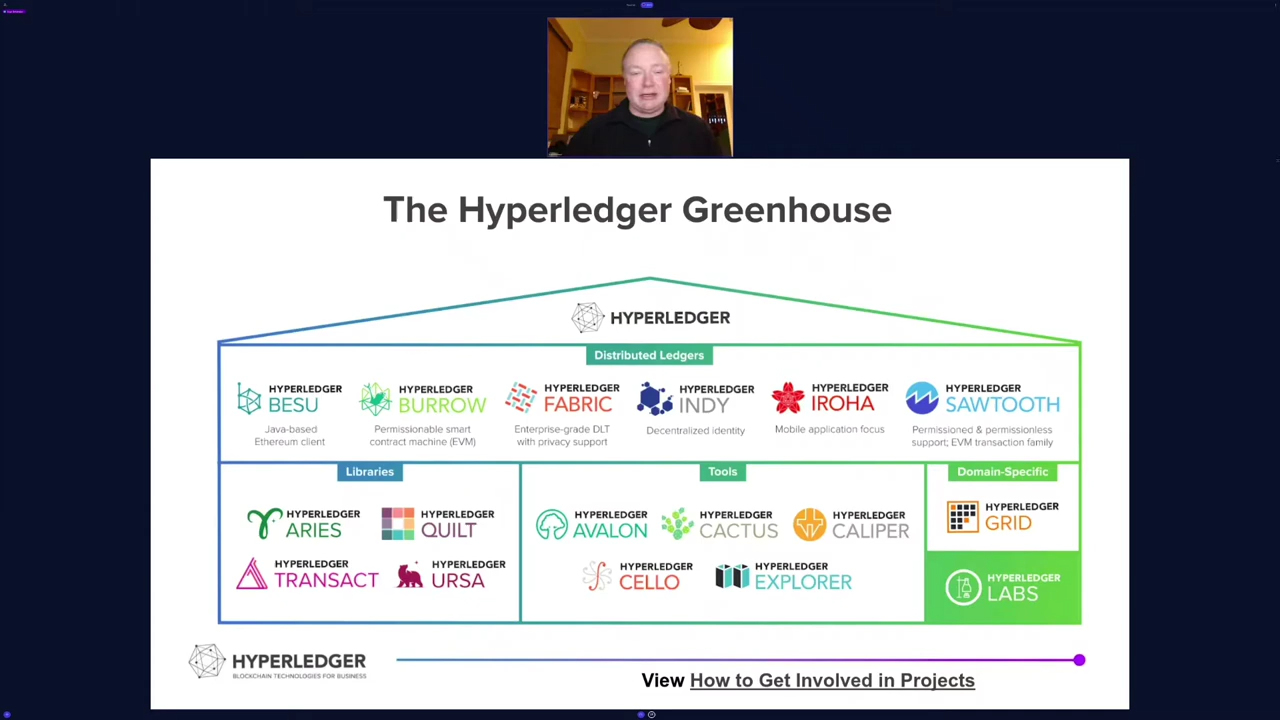 The Hyperledger Greenhouse
HYPERLEDGER
Distributed Ledgers
HYPERLEDGER
BESU
Java-based
Ethereum client
HYPERLEDGER
BURROW
Permissionable smart
contract machine (EVM)
HYPERLEDGER
FABRIC
Enterprise-grade DLT
with privacy support
HYPERLEDGER
INDY
Decentralized identity
HYPERLEDGER
IROHA
Mobile application focus
HYPERLEDGER
SAWTOOTH
Permissioned & permissionless
support; EVM transaction family
Libraries
HYPERLEDGER
ARIES
HYPERLEDGER
QUILT
HYPERLEDGER
TRANSACT
HYPERLEDGER
URSA
Tools
HYPERLEDGER
AVALON
HYPERLEDGER
CACTUS
HYPERLEDGER
CALIPER
HYPERLEDGER
CELLO
HYPERLEDGER
EXPLORER
Domain-Specific
HYPERLEDGER
GRID
HYPERLEDGER
LABS
HYPERLEDGER
BLOCKCHAIN TECHNOLOGIES FOR BUSINESS
View How to Get Involved in Projects